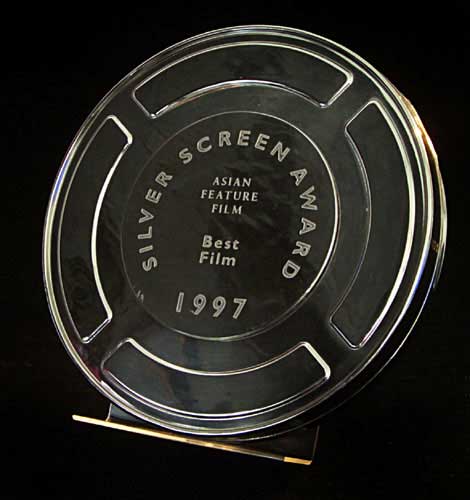 SILVER SCREEN AWARD
ASIAN
FEATURE
FILM
Best
Film
1997